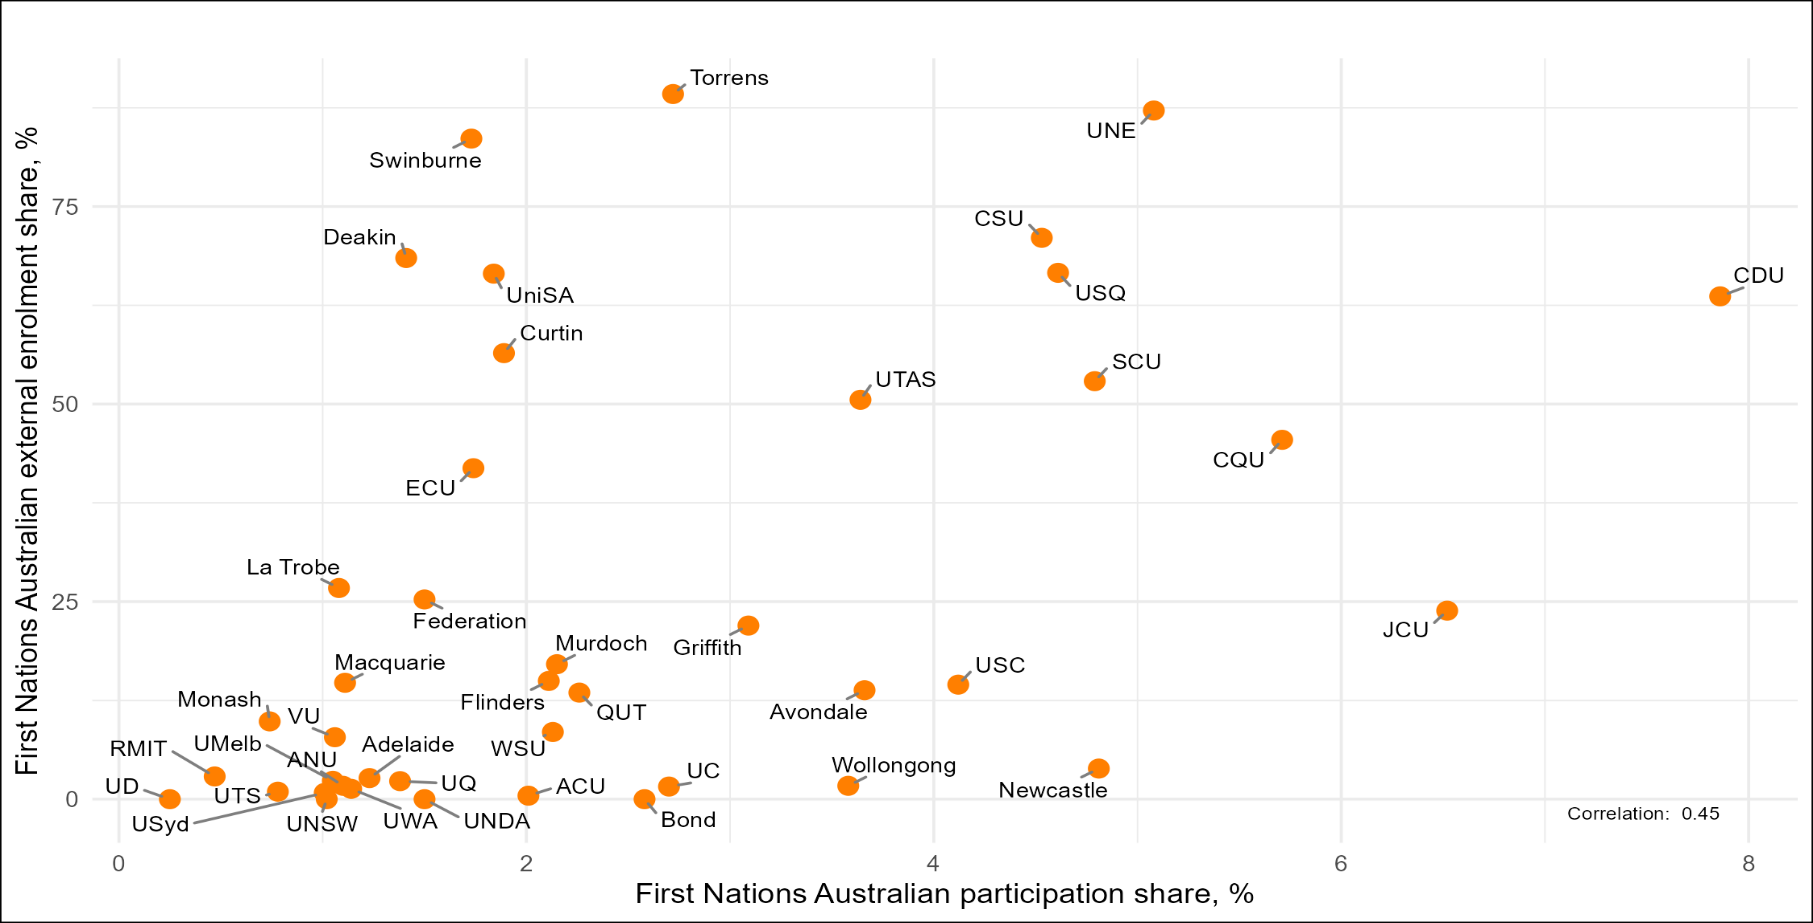 Torrens
UNE
Swinburne
75
CSU
Deakin
CDU
USQ
UniSA
Curtin
SCU
UTAS
50
CQU
ECU
La Trobe
25
Federation
JCU
Murdoch
Griffith
Macquarie
USC
Monash
Flinders
QUT
Avondale
VU
UMelb
Adelaide
RMIT
WSU
ANU
Wollongong
UC
UD
UQ
ACU
Newcastle
UTS
0
USyd
UNSW
UWA
UNDA
Bond
Correlation: 0.45
0 2 4 6 8
First Nations Australian participation share, %
First Nations Australian external enrolment share, %